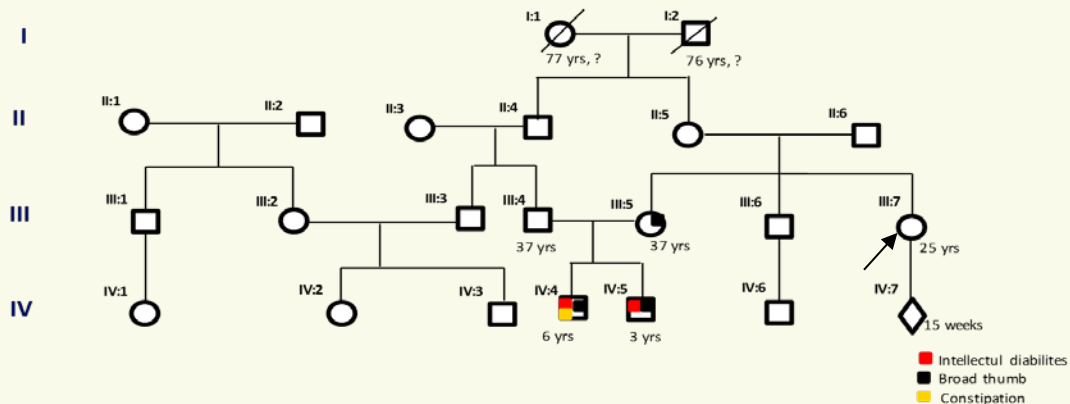 I I:1 I:2
77 yrs, ? 76 yrs, ?
II II:1 II:2 II:3 II:4 II:5 II:6
III III:1 III:2 III:3 III:4 III:5 III:6 III:7
37 yrs 37 yrs 25 yrs
IV IV:1 IV:2 IV:3 IV:4 IV:5 IV:6 IV:7
6 yrs 3 yrs 15 weeks
Intellectul diabilites
Broad thumb
Constipation